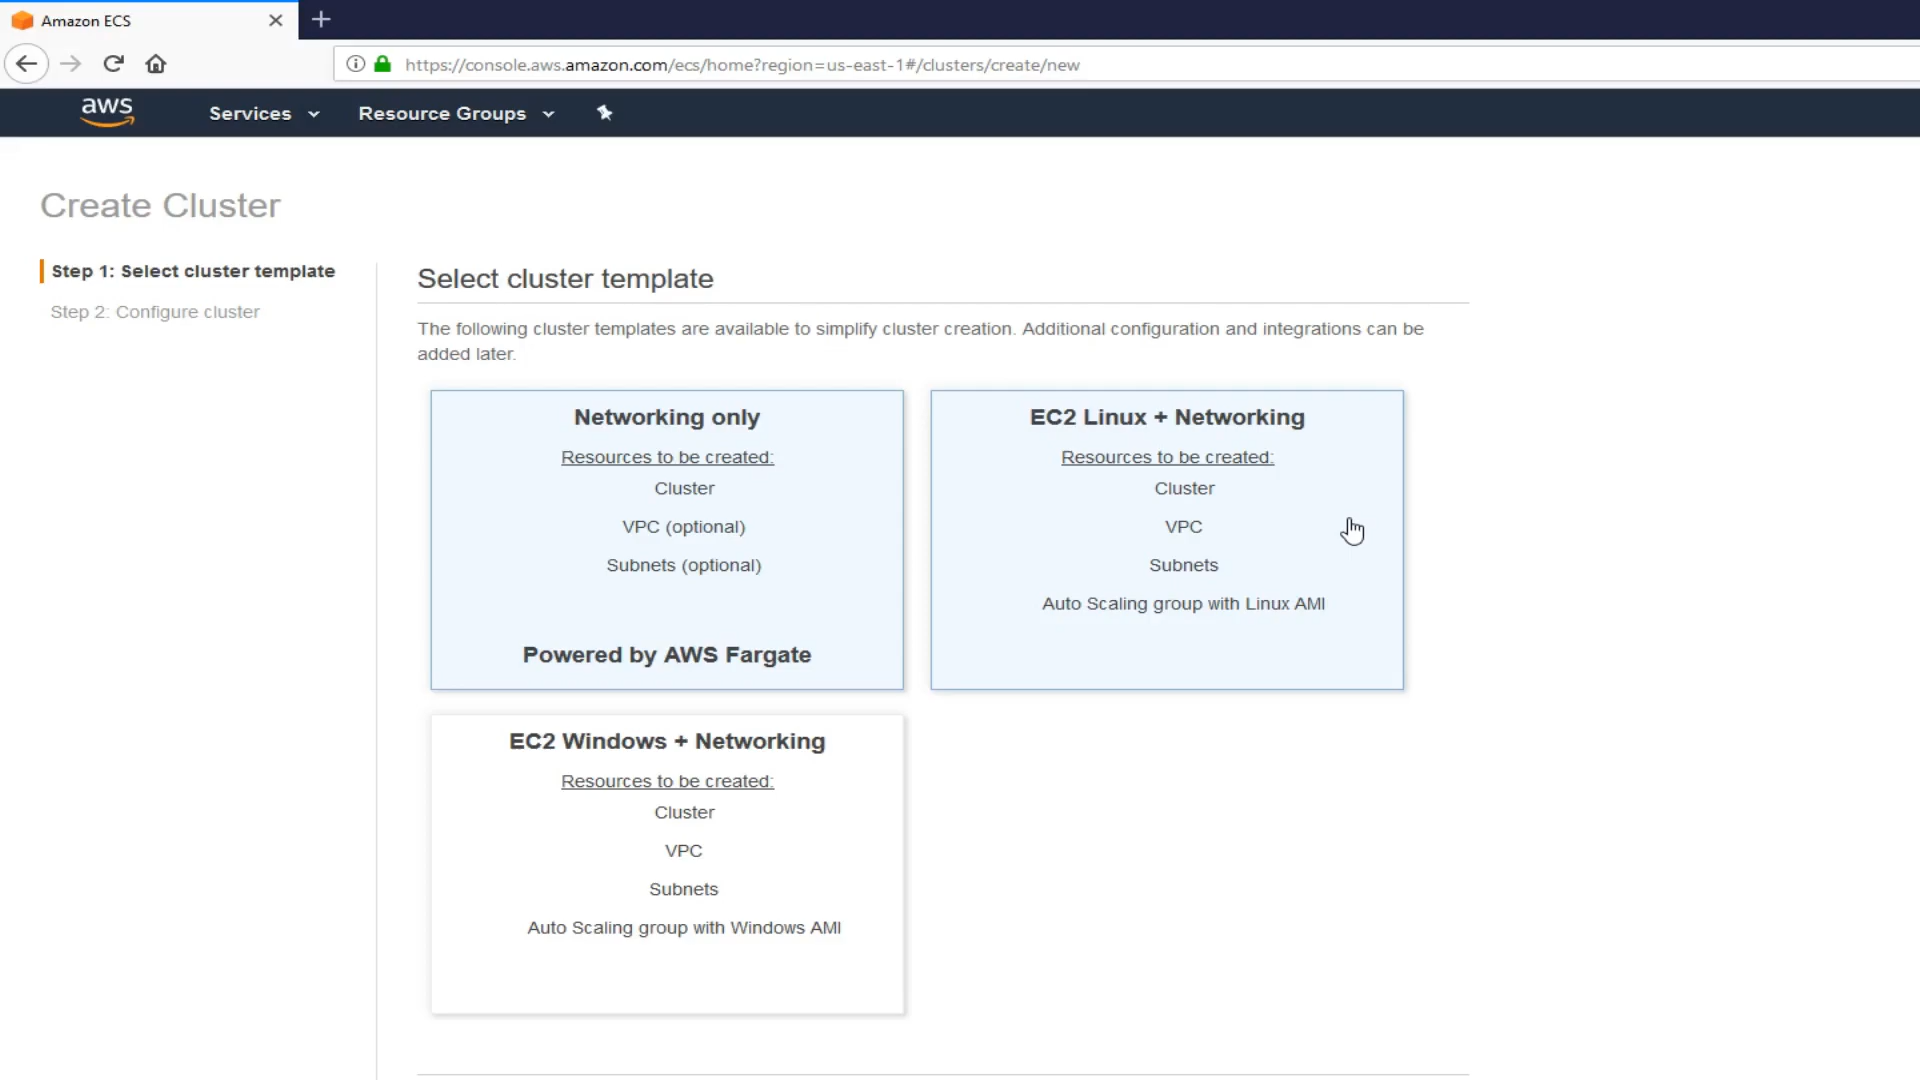 Amazon ECS
https://console.aws.amazon.com/ecs/home?region=us-east-1#/clusters/create/new
aws
Services
Resource Groups
Create Cluster
Step 1: Select cluster template
Step 2: Configure cluster
Select cluster template
The following cluster templates are available to simplify cluster creation. Additional configuration and integrations can be
added later.
Networking only
Resources to be created:
Cluster
VPC (optional)
Subnets (optional)
Powered by AWS Fargate
EC2 Linux + Networking
Resources to be created:
Cluster
VPC
Subnets
Auto Scaling group with Linux AMI
EC2 Windows + Networking
Resources to be created:
Cluster
VPC
Subnets
Auto Scaling group with Windows AMI